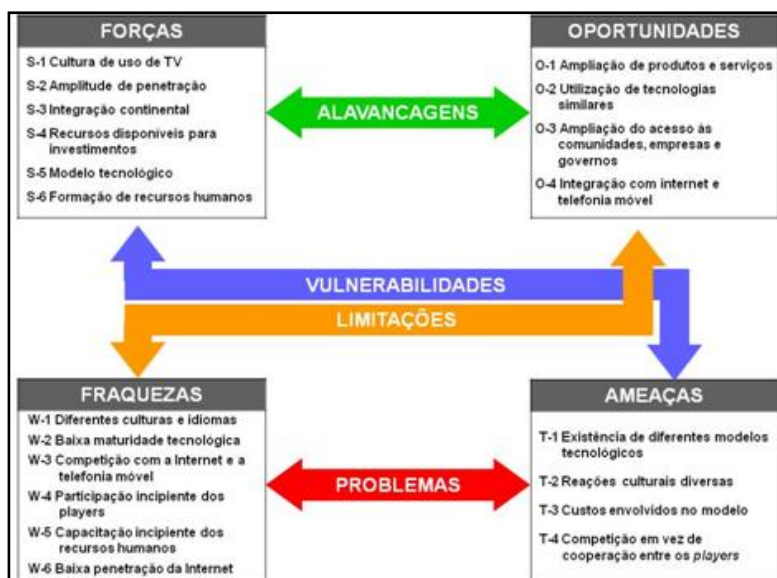 FORÇAS
S-1 Cultura de uso de TV
S-2 Amplitude de penetração
S-3 Integração continental
S-4 Recursos disponíveis para
investimentos
S-5 Modelo tecnológico
S-6 Formação de recursos humanos
ALAVANCAGENS
OPORTUNIDADES
O-1 Ampliação de produtos e serviços
O-2 Utilização de tecnologias
similares
O-3 Ampliação do acesso às
comunidades, empresas e
governos
O-4 Integração com internet e
telefonia móvel
VULNERABILIDADES
LIMITAÇÕES
FRAQUEZAS
W-1 Diferentes culturas e idiomas
W-2 Baixa maturidade tecnológica
W-3 Competição com a Internet e a
telefonia móvel
W-4 Participação incipiente dos
players
W-5 Capacitação incipiente dos
recursos humanos
W-6 Baixa penetração da Internet
PROBLEMAS
AMEAÇAS
T-1 Existência de diferentes modelos
tecnológicos
T-2 Reações culturais diversas
T-3 Custos envolvidos no modelo
T-4 Competição em vez de
cooperação entre os players